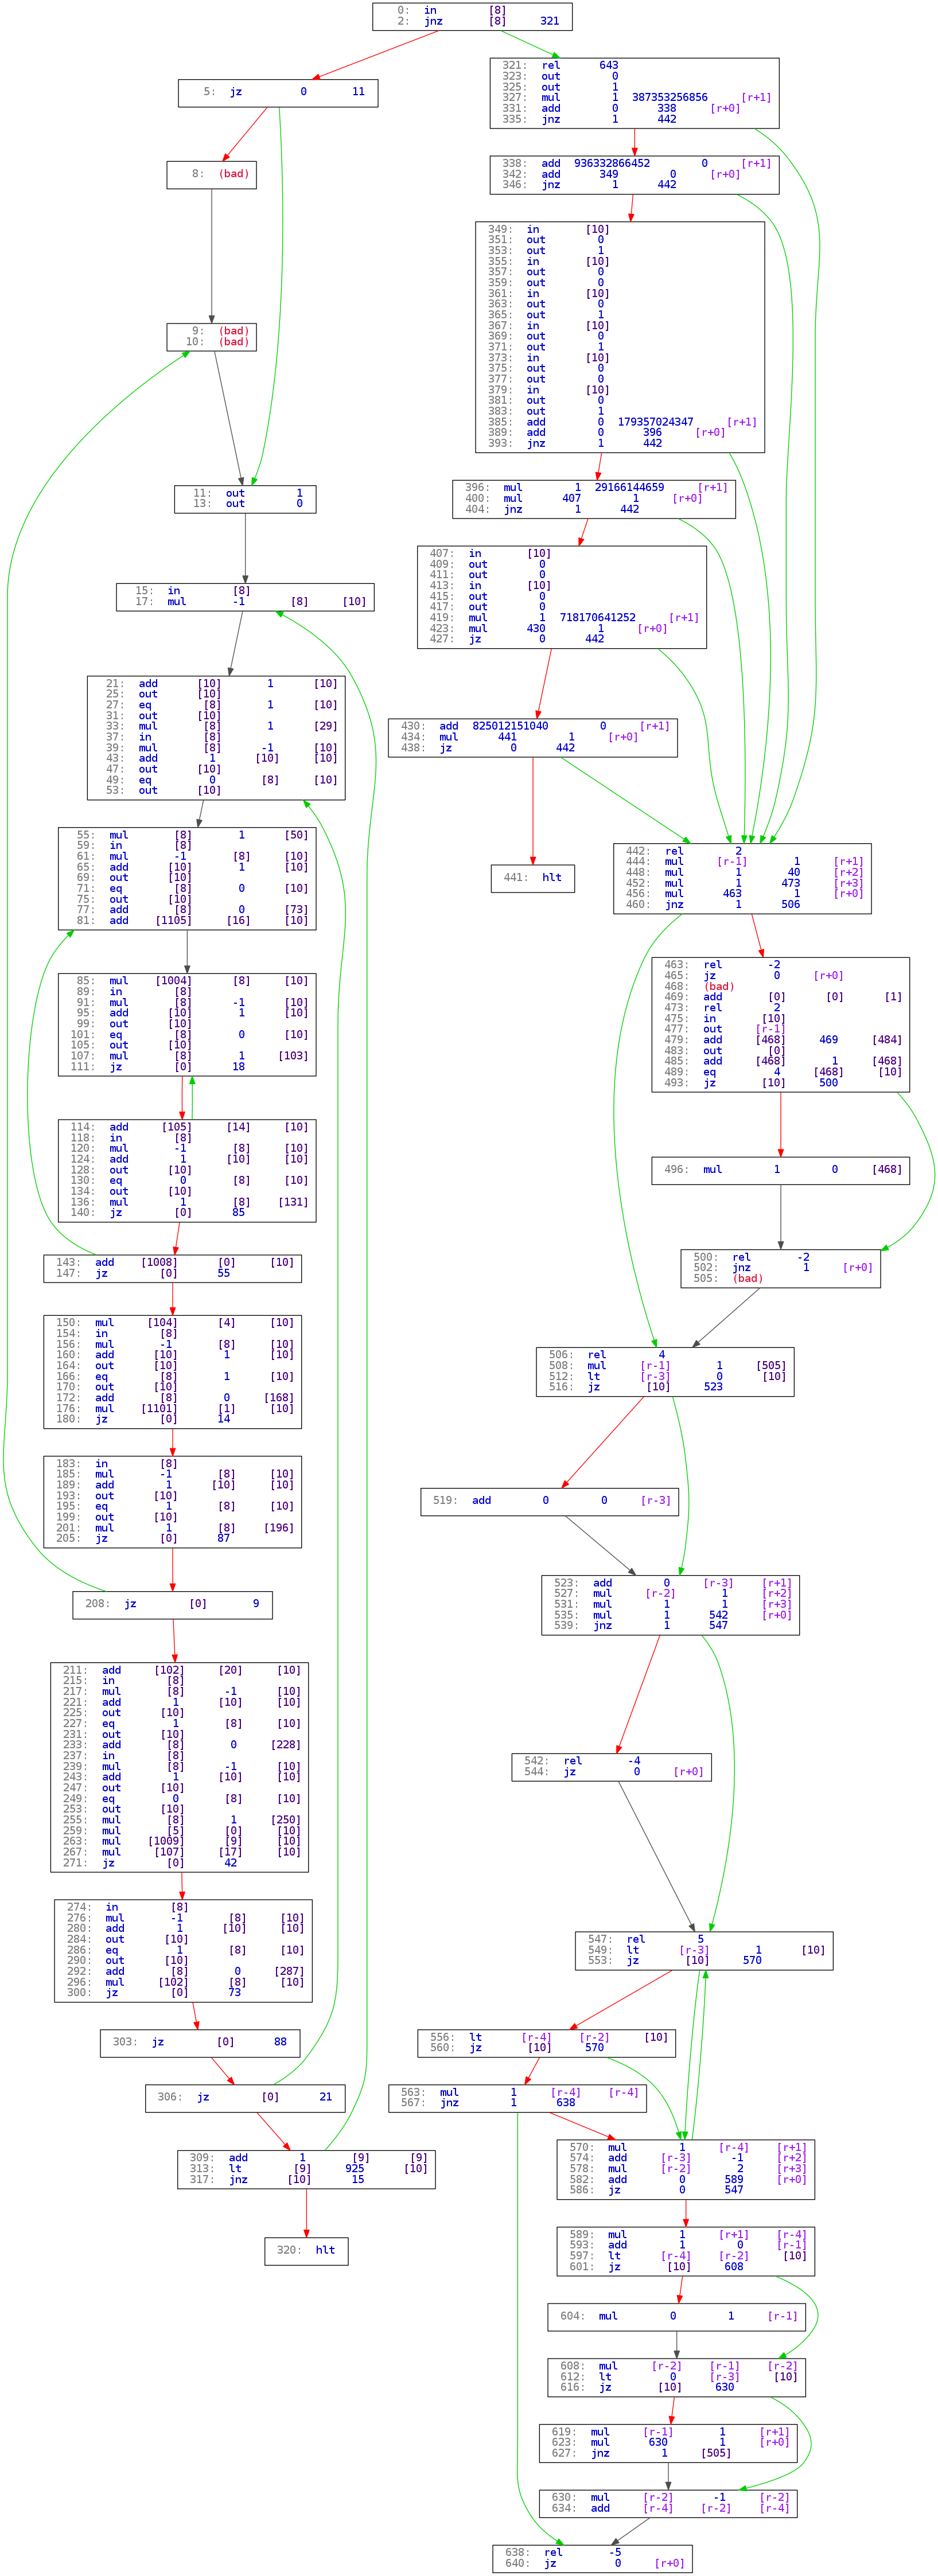 0: in [8]
2: jnz [8] 321
5: jz 0 11
8: (bad)
9: (bad)
10: (bad)
11: out 1
13: out 0
15: in [8]
17: mul -1 [8] [10]
21: add [10] 1 [10]
25: out [10]
27: eq [8] 1 [10]
31: out [10]
33: mul [8] 1 [29]
37: in [8]
39: mul [8] -1 [10]
43: add 1 [10] [10]
47: out [10]
49: eq 0 [8] [10]
53: out [10]
55: mul [8] 1 [50]
59: in [8]
61: mul -1 [8] [10]
65: add [10] 1 [10]
69: out [10]
71: eq [8] 0 [10]
75: out [10]
77: add [8] 0 [73]
81: add [1105] [16] [10]
85: mul [1004] [8] [10]
89: in [8]
91: mul [8] -1 [10]
95: add [10] 1 [10]
99: out [10]
101: eq [8] 0 [10]
105: out [10]
107: mul [8] 1 [103]
111: jz [0] 18
114: add [105] [14] [10]
118: in [8]
120: mul -1 [8] [10]
124: add 1 [10] [10]
128: out [10]
130: eq 0 [8] [10]
134: out [10]
136: mul 1 [8] [131]
140: jz [0] 85
143: add [1008] [0] [10]
147: jz [0] 55
150: mul [104] [4] [10]
154: in [8]
156: mul -1 [8] [10]
160: add [10] 1 [10]
164: out [10]
166: eq [8] 1 [10]
170: out [10]
172: add [8] 0 [168]
176: mul [1101] [1] [10]
180: jz [0] 14
183: in [8]
185: mul -1 [8] [10]
189: add 1 [10] [10]
193: out [10]
195: eq 1 [8] [10]
199: out [10]
201: mul 1 [8] [196]
205: jz [0] 87
208: jz [0] 9
211: add [102] [20] [10]
215: in [8]
217: mul [8] -1 [10]
221: add 1 [10] [10]
225: out [10]
227: eq 1 [8] [10]
231: out [10]
233: add [8] 0 [228]
237: in [8]
239: mul [8] -1 [10]
243: add 1 [10] [10]
247: out [10]
249: eq 0 [8] [10]
253: out [10]
255: mul [8] 1 [250]
259: mul [5] [0] [10]
263: mul [1009] [9] [10]
267: mul [107] [17] [10]
271: jz [0] 42
274: in [8]
276: mul -1 [8] [10]
280: add 1 [10] [10]
284: out [10]
286: eq 1 [8] [10]
290: out [10]
292: add [8] 0 [287]
296: mul [102] [8] [10]
300: jz [0] 73
303: jz [0] 88
306: jz [0] 21
309: add 1 [9] [9]
313: lt [9] 925 [10]
317: jnz [10] 15
320: hlt
321: rel 643
323: out 0
325: out 1
327: mul 1 387353256856 [r+1]
331: add 0 338 [r+0]
335: jnz 1 442
338: add 936332866452 0 [r+1]
342: add 349 0 [r+0]
346: jnz 1 442
349: in [10]
351: out 0
353: out 1
355: in [10]
357: out 0
359: out 0
361: in [10]
363: out 0
365: out 1
367: in [10]
369: out 0
371: out 1
373: in [10]
375: out 0
377: out 0
379: in [10]
381: out 0
383: out 1
385: add 0 179357024347 [r+1]
389: add 0 396 [r+0]
393: jnz 1 442
396: mul 1 29166144659 [r+1]
400: mul 407 1 [r+0]
404: jnz 1 442
407: in [10]
409: out 0
411: out 0
413: in [10]
415: out 0
417: out 0
419: mul 1 718170641252 [r+1]
423: mul 430 1 [r+0]
427: jz 0 442
430: add 825012151040 0 [r+1]
434: mul 441 1 [r+0]
438: jz 0 442
441: hlt
442: rel 2
444: mul [r-1] 1 [r+1]
448: mul 1 40 [r+2]
452: mul 1 473 [r+3]
456: mul 463 1 [r+0]
460: jnz 1 506
463: rel -2
465: jz 0 [r+0]
468: (bad)
469: add [0] [0] [1]
473: rel 2
475: in [10]
477: out [r-1]
479: add [468] 469 [484]
483: out [0]
485: add [468] 1 [468]
489: eq 4 [468] [10]
493: jz [10] 500
496: mul 1 0 [468]
500: rel -2
502: jnz 1 [r+0]
505: (bad)
506: rel 4
508: mul [r-1] 1 [505]
512: lt [r-3] 0 [10]
516: jz [10] 523
519: add 0 0 [r-3]
523: add 0 [r-3] [r+1]
527: mul [r-2] 1 [r+2]
531: mul 1 1 [r+3]
535: mul 1 542 [r+0]
539: jnz 1 547
542: rel -4
544: jz 0 [r+0]
547: rel 5
549: lt [r-3] 1 [10]
553: jz [10] 570
556: lt [r-4] [r-2] [10]
560: jz [10] 570
563: mul 1 [r-4] [r-4]
567: jnz 1 638
570: mul 1 [r-4] [r+1]
574: add [r-3] -1 [r+2]
578: mul [r-2] 2 [r+3]
582: add 0 589 [r+0]
586: jz 0 547
589: mul 1 [r+1] [r-4]
593: add 1 0 [r-1]
597: lt [r-4] [r-2] [10]
601: jz [10] 608
604: mul 0 1 [r-1]
608: mul [r-2] [r-1] [r-2]
612: lt 0 [r-3] [10]
616: jz [10] 630
619: mul [r-1] 1 [r+1]
623: mul 630 1 [r+0]
627: jnz 1 [505]
630: mul [r-2] -1 [r-2]
634: add [r-4] [r-2] [r-4]
638: rel -5
640: jz 0 [r+0]